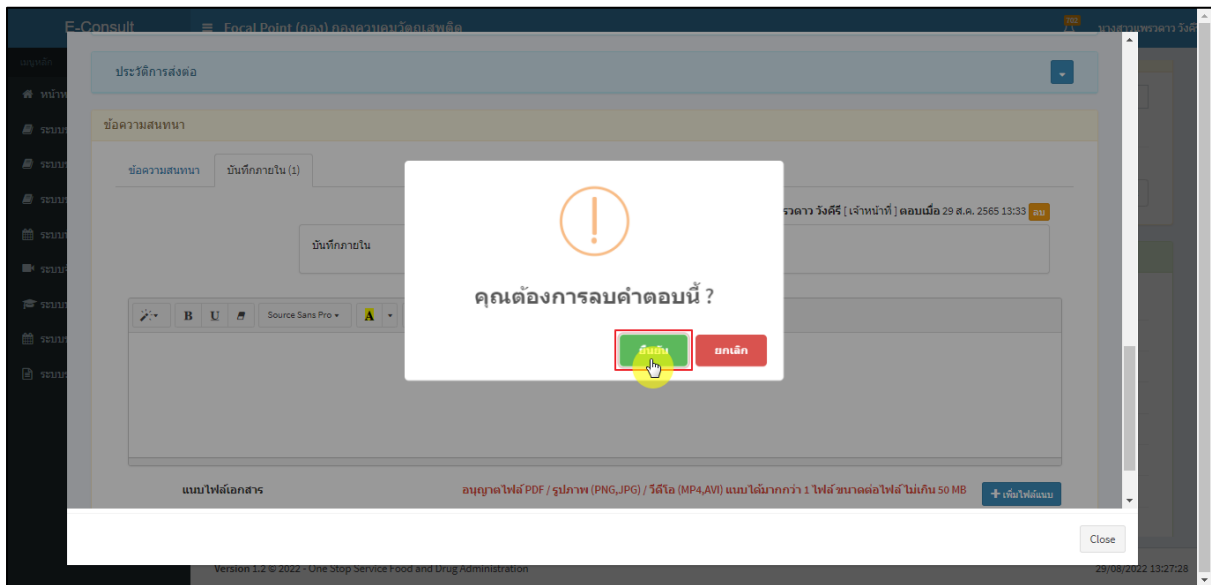 E-Consult
Focal Point (กอง) กองควบคุมวัตถุเสพติด
เมนูหลัก
ประวัติการส่งต่อ
ข้อความสนทนา
ข้อความสนทนา
บันทึกภายใน (1)
วังคีรี [ เจ้าหน้าที่ ] ตอบเมื่อ 29 ส.ค. 2565 13:33 ลบ
บันทึกภายใน
คุณต้องการลบคำตอบนี้ ?
ยืนยัน
ยกเลิก
B U Source Sans Pro A
แนบไฟล์เอกสาร
อนุญาตไฟล์ PDF / รูปภาพ (PNG,JPG) / วีดีโอ (MP4,AVI) แนบได้มากกว่า 1 ไฟล์ ขนาดต่อไฟล์ ไม่เกิน 50 MB
+ เพิ่มไฟล์แนบ
Close
Version 1.2 © 2022 - One Stop Service Food and Drug Administration
29/08/2022 13:27:28